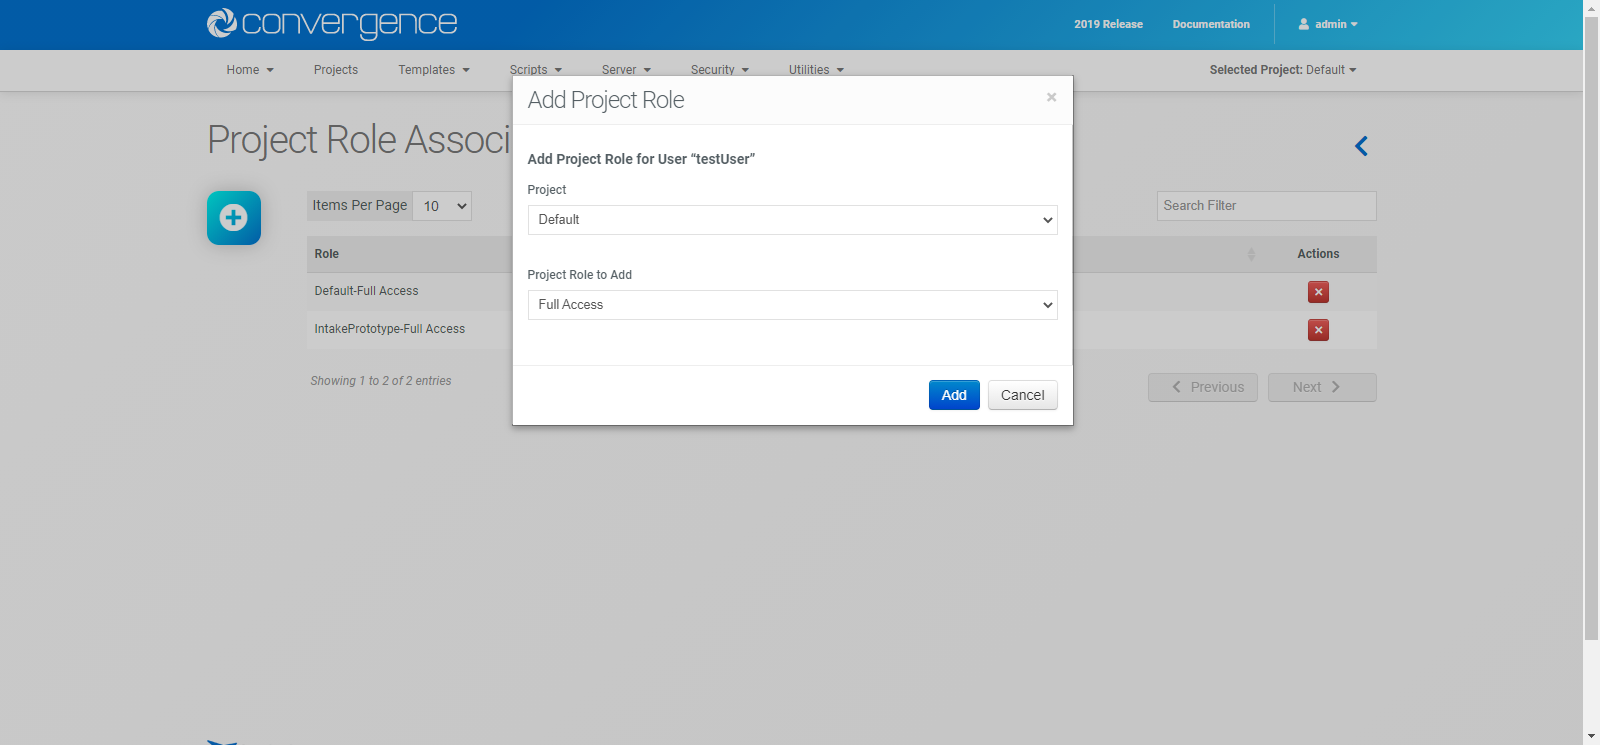 convergence
2019 Release
Documentation
admin
Home
Projects
Templates
Scripts
Server
Security
Utilities
Selected Project: Default
Add Project Role
×
Project Role Associ
Add Project Role for User “testUser”
Project
Default
Items Per Page
10
Search Filter
Role
Actions
Project Role to Add
Full Access
Default-Full Access
IntakePrototype-Full Access
Showing 1 to 2 of 2 entries
Previous
Next
Add
Cancel